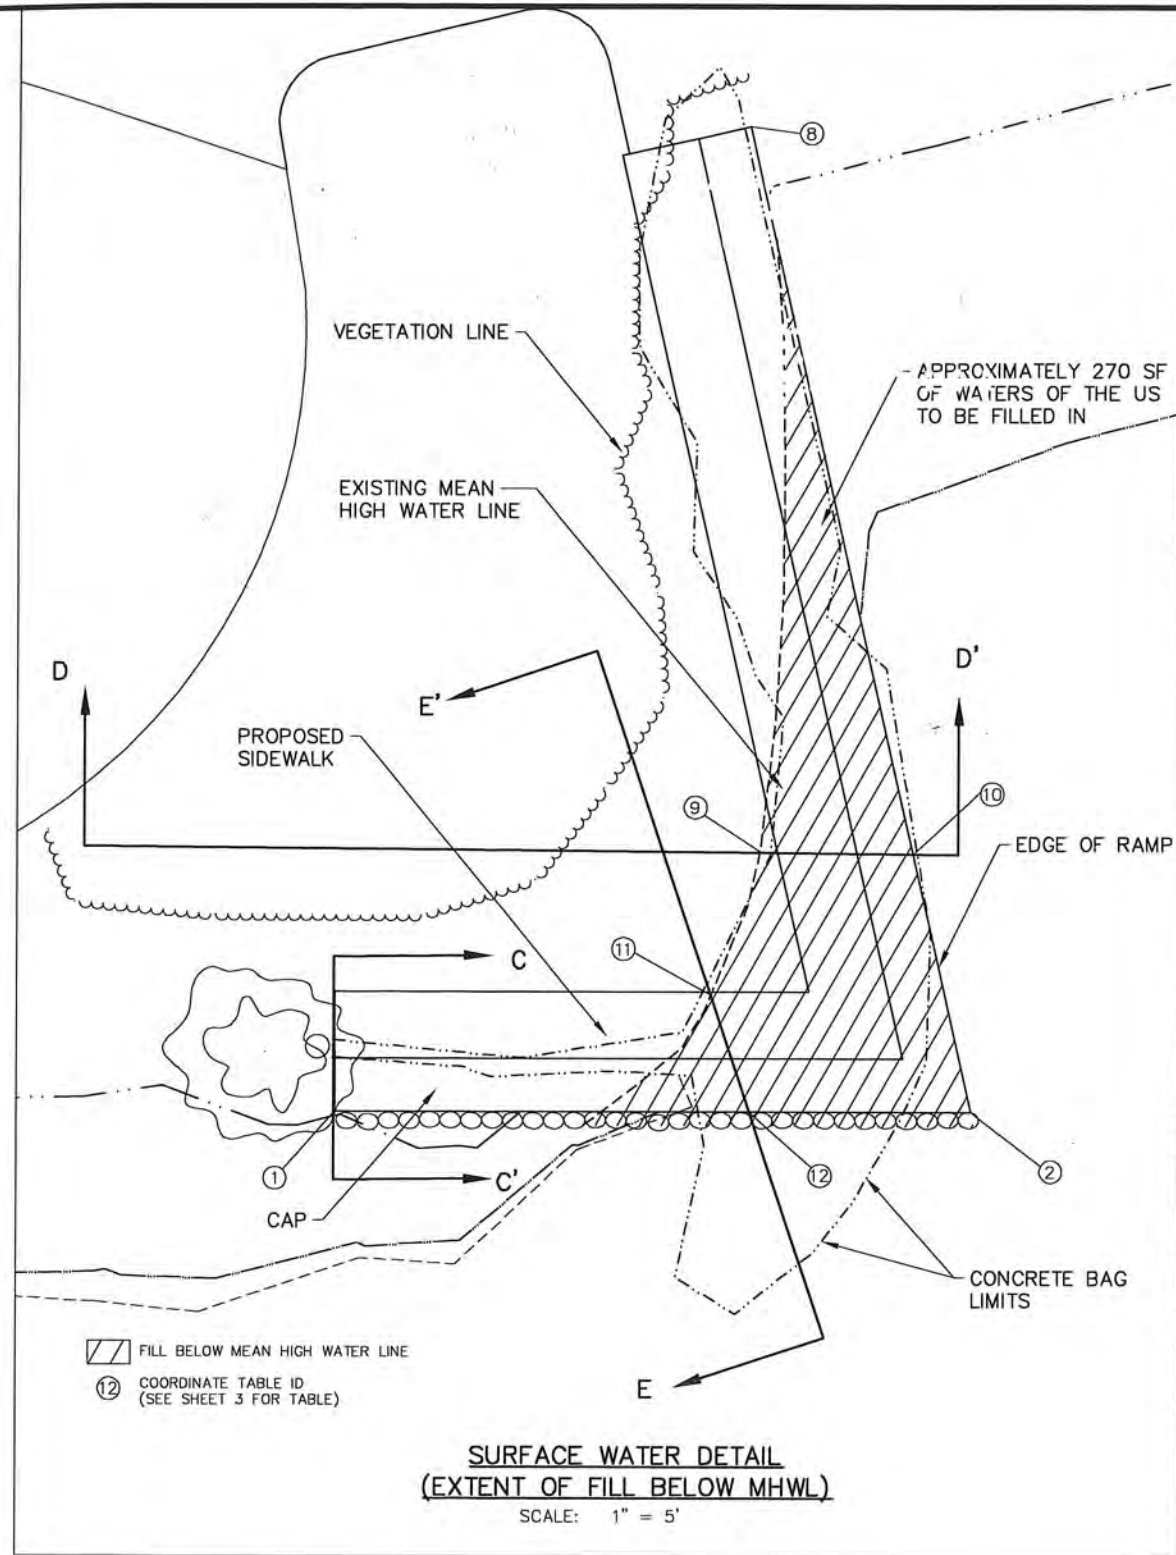 8
VEGETATION LINE
APPROXIMATELY 270 SF
OF WATERS OF THE US
TO BE FILLED IN
EXISTING MEAN
HIGH WATER LINE
D
D'
E'
PROPOSED
SIDEWALK
9
10
EDGE OF RAMP
11
C
1
C'
12
2
CAP
CONCRETE BAG
LIMITS
FILL BELOW MEAN HIGH WATER LINE
12 COORDINATE TABLE ID
(SEE SHEET 3 FOR TABLE)
E
SURFACE WATER DETAIL
(EXTENT OF FILL BELOW MHWL)
SCALE: 1" = 5'